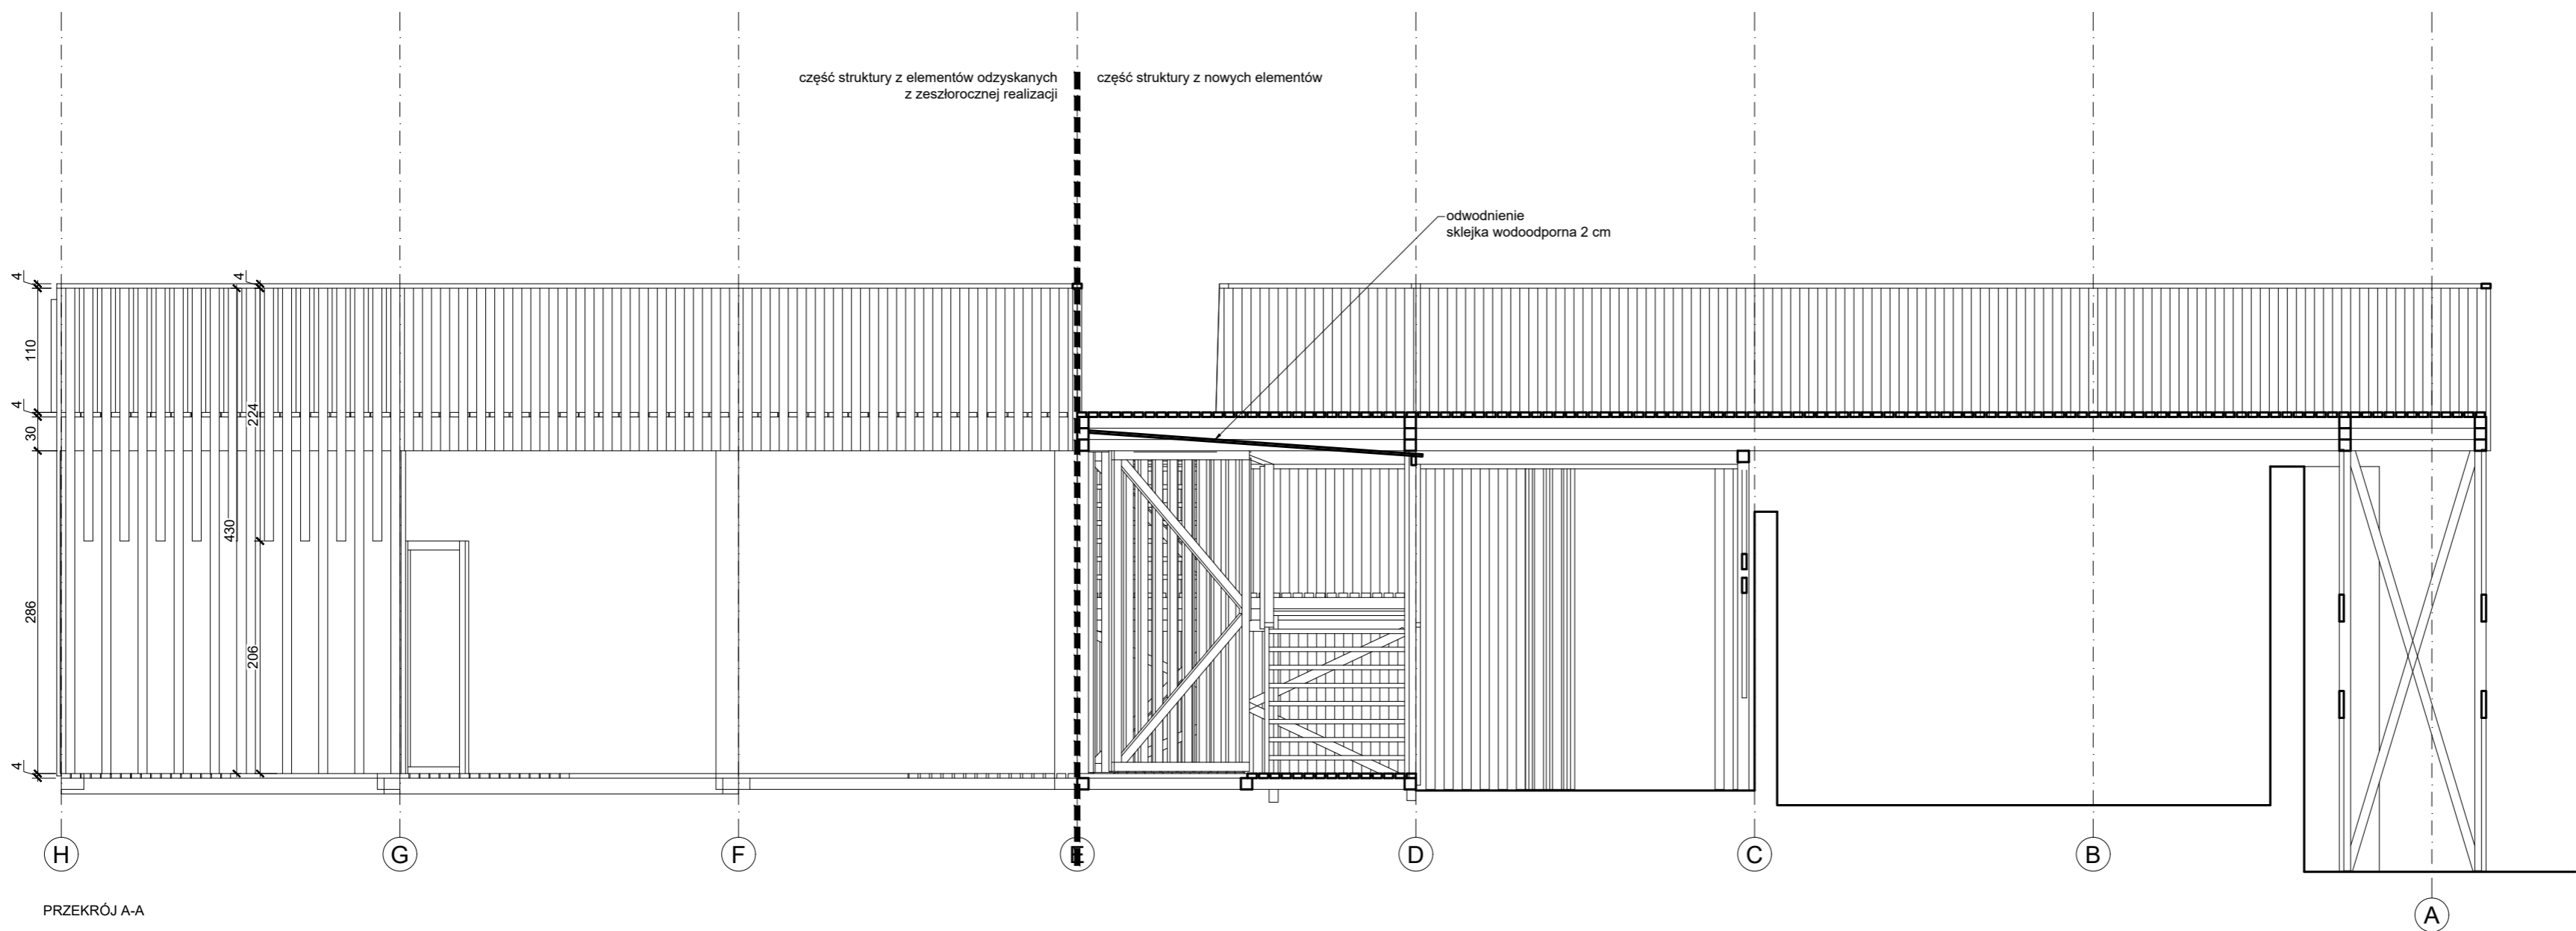 część struktury z elementów odzyskanych
z zeszłorocznej realizacji
część struktury z nowych elementów
odwodnienie
sklejka wodoodporna 2 cm
4
4
110
4
224
30
430
286
206
4
H
G
F
E
D
C
B
A
PRZEKRÓJ A-A